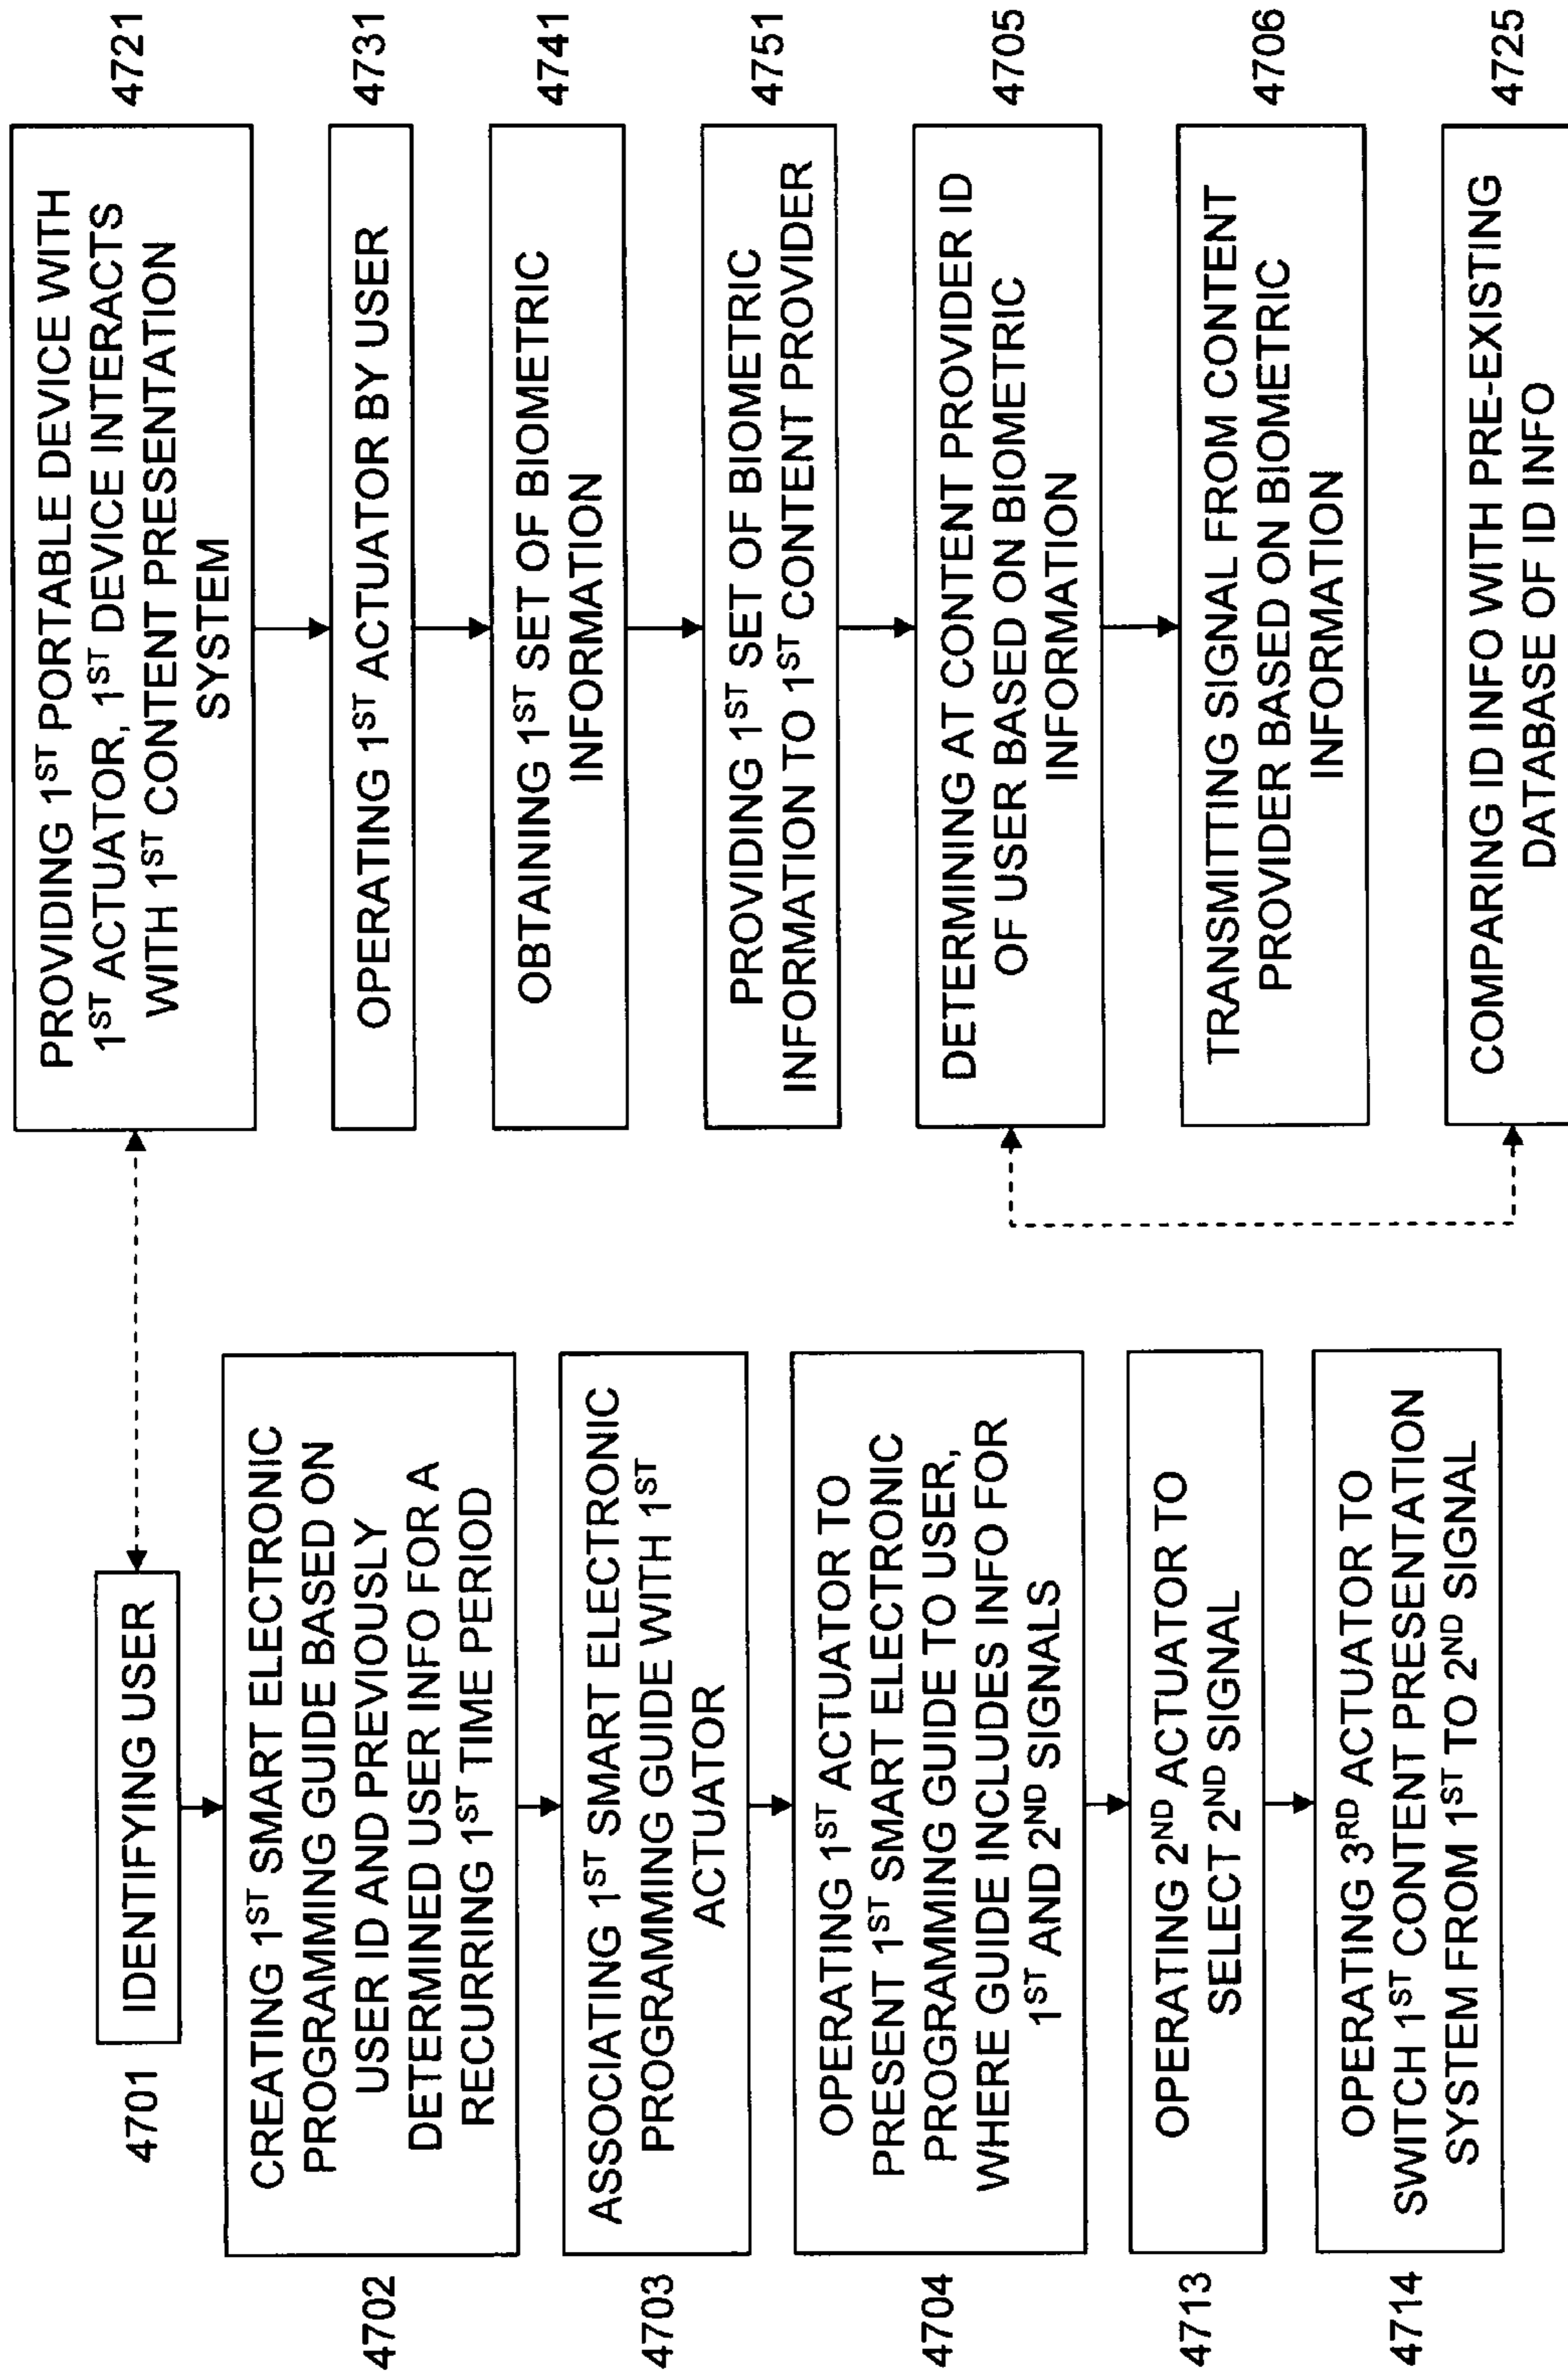 4701
IDENTIFYING USER
4702
CREATING 1ST SMART ELECTRONIC
PROGRAMMING GUIDE BASED ON
USER ID AND PREVIOUSLY
DETERMINED USER INFO FOR A
RECURRING 1ST TIME PERIOD
4703
ASSOCIATING 1ST SMART ELECTRONIC
PROGRAMMING GUIDE WITH 1ST
ACTUATOR
4704
OPERATING 1ST ACTUATOR TO
PRESENT 1ST SMART ELECTRONIC
PROGRAMMING GUIDE TO USER,
WHERE GUIDE INCLUDES INFO FOR
1ST AND 2ND SIGNALS
4713
OPERATING 2ND ACTUATOR TO
SELECT 2ND SIGNAL
4714
OPERATING 3RD ACTUATOR TO
SWITCH 1ST CONTENT PRESENTATION
SYSTEM FROM 1ST TO 2ND SIGNAL
PROVIDING 1ST PORTABLE DEVICE WITH
1ST ACTUATOR, 1ST DEVICE INTERACTS
WITH 1ST CONTENT PRESENTATION
SYSTEM
4721
OPERATING 1ST ACTUATOR BY USER
4731
OBTAINING 1ST SET OF BIOMETRIC
INFORMATION
4741
PROVIDING 1ST SET OF BIOMETRIC
INFORMATION TO 1ST CONTENT PROVIDER
4751
DETERMINING AT CONTENT PROVIDER ID
OF USER BASED ON BIOMETRIC
INFORMATION
4705
TRANSMITTING SIGNAL FROM CONTENT
PROVIDER BASED ON BIOMETRIC
INFORMATION
4706
COMPARING ID INFO WITH PRE-EXISTING
DATABASE OF ID INFO
4725